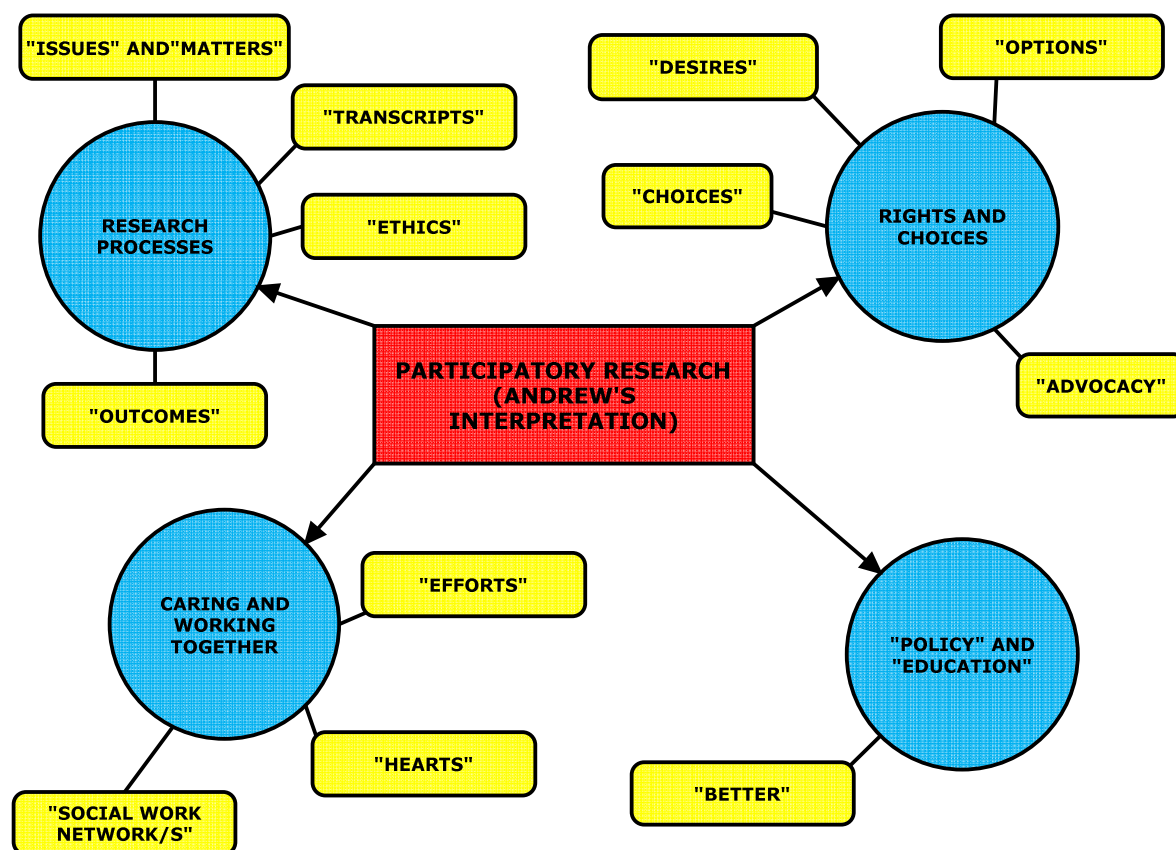 "ISSUES" AND"MATTERS"
"TRANSCRIPTS"
"ETHICS"
RESEARCH
PROCESSES
"OUTCOMES"
"DESIRES"
"OPTIONS"
"CHOICES"
RIGHTS AND
CHOICES
"ADVOCACY"
PARTICIPATORY RESEARCH
(ANDREW'S
INTERPRETATION)
CARING AND
WORKING
TOGETHER
"EFFORTS"
"HEARTS"
"SOCIAL WORK
NETWORK/S"
"POLICY" AND
"EDUCATION"
"BETTER"